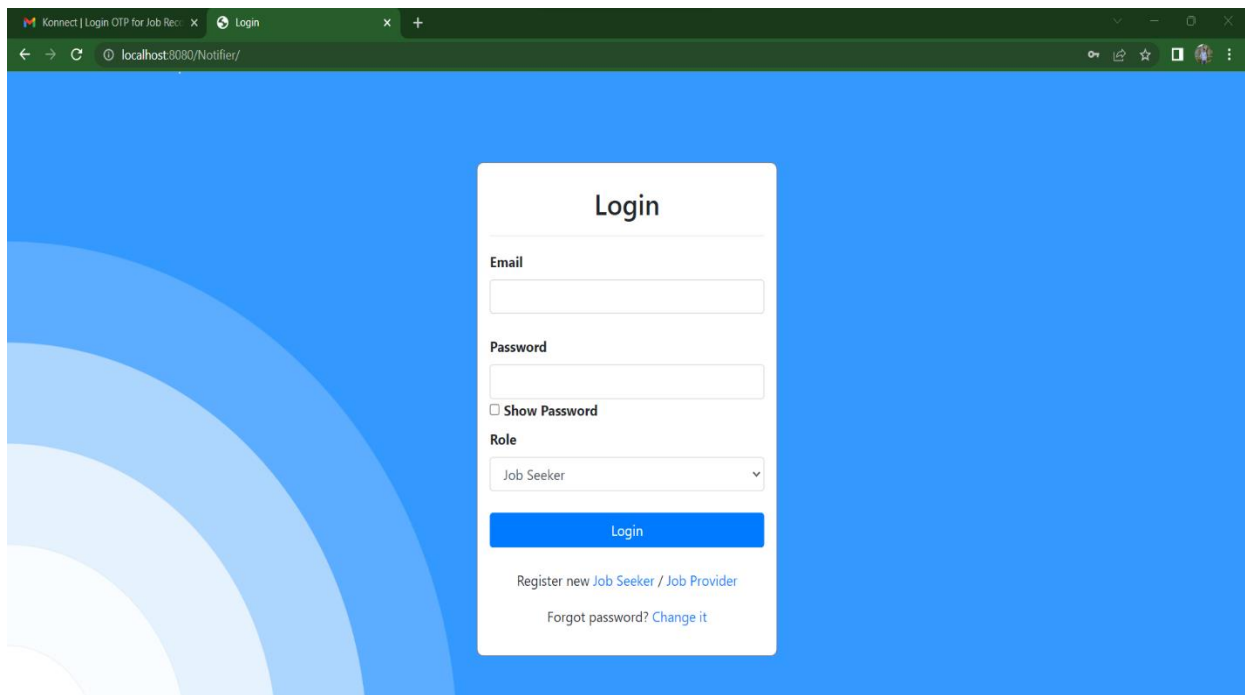 Konnect | Login OTP for Job Rec
Login
localhost:8080/Notifier/
Login
Email
Password
Show Password
Role
Job Seeker
Login
Register new Job Seeker / Job Provider
Forgot password? Change it